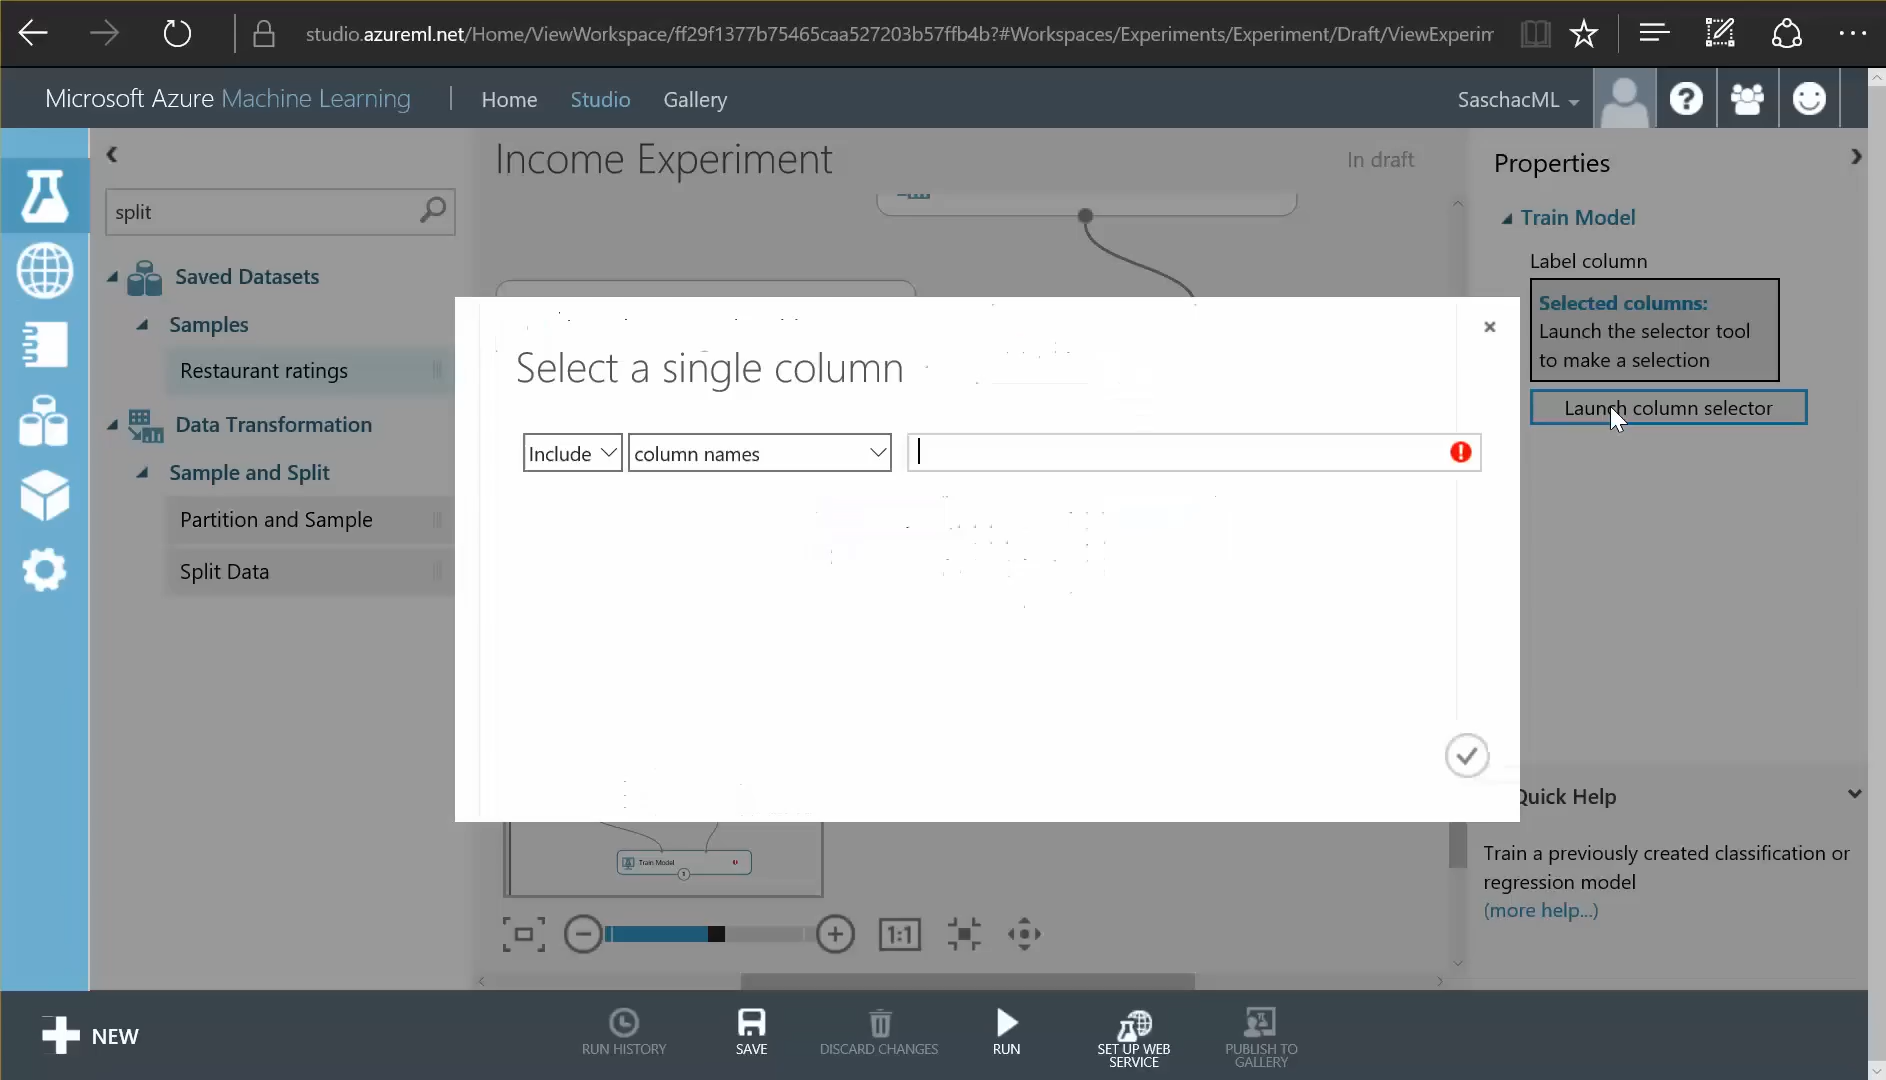 studio.azureml.net/Home/ViewWorkspace/ff29f1377b75465caa527203b57ffb4b?#Workspaces/Experiments/Experiment/Draft/ViewExperim
Microsoft Azure Machine Learning | Home Studio Gallery SaschacML
Income Experiment
In draft
Properties
split
Train Model
Label column
Saved Datasets
Selected columns:
Launch the selector tool
to make a selection
Samples
Restaurant ratings
Select a single column
Launch column selector
Data Transformation
Include column names
Sample and Split
Partition and Sample
Split Data
Quick Help
Train a previously created classification or
regression model
(more help...)
Train Model
1
1:1
NEW
RUN HISTORY
SAVE
DISCARD CHANGES
RUN
SET UP WEB
SERVICE
PUBLISH TO
GALLERY